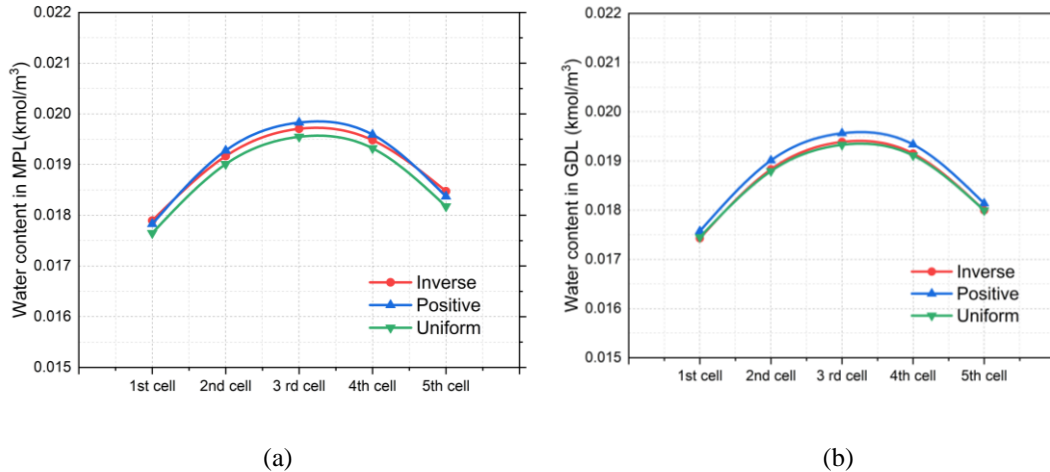 Water content in MPL(kmol/m³)
0.022
0.021
0.020
0.019
0.018
0.017
0.016
0.015
Inverse
Positive
Uniform
1st cell 2nd cell 3 rd cell 4th cell 5th cell
(a)
Water content in GDL (kmol/m³)
0.022
0.021
0.020
0.019
0.018
0.017
0.016
0.015
Inverse
Positive
Uniform
1st cell 2nd cell 3 rd cell 4th cell 5th cell
(b)